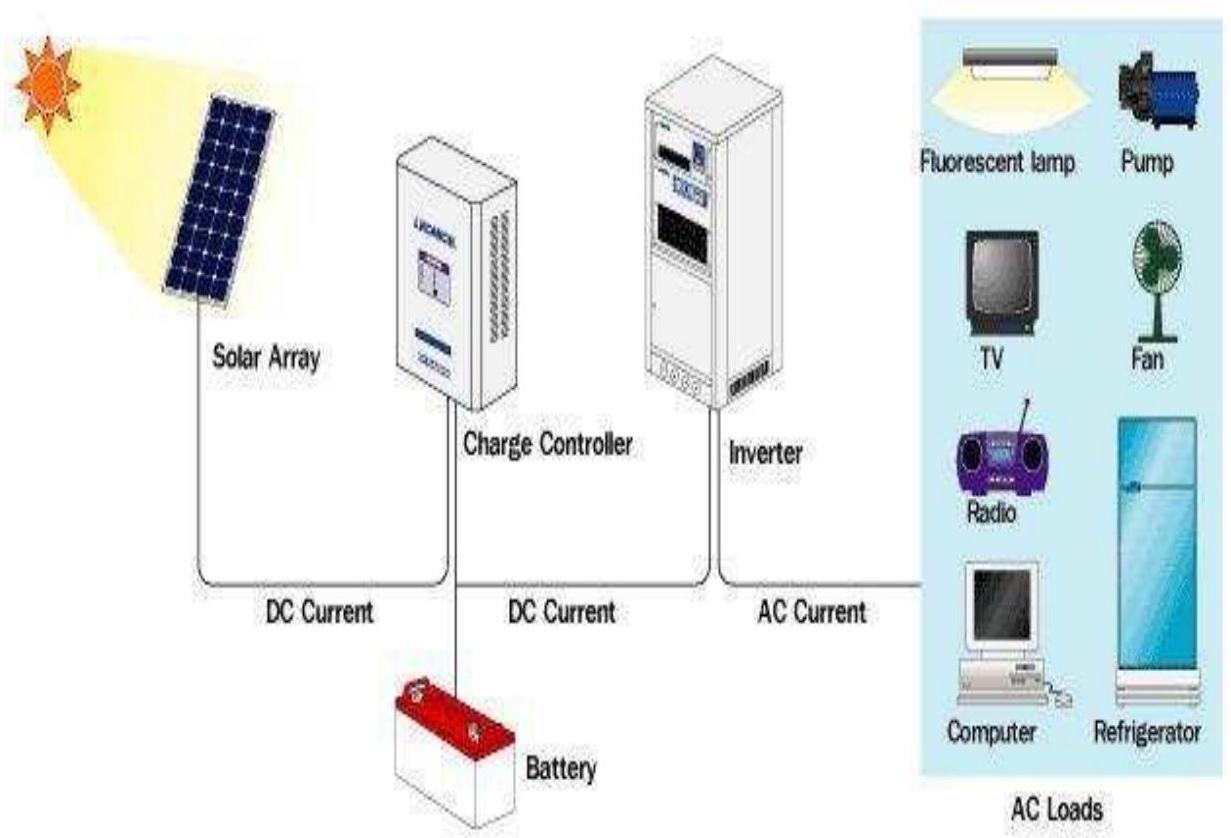 Fluorescent lamp
Pump
Solar Array
TV
Fan
Charge Controller
Inverter
Radio
DC Current
DC Current
AC Current
Computer
Refrigerator
Battery
AC Loads